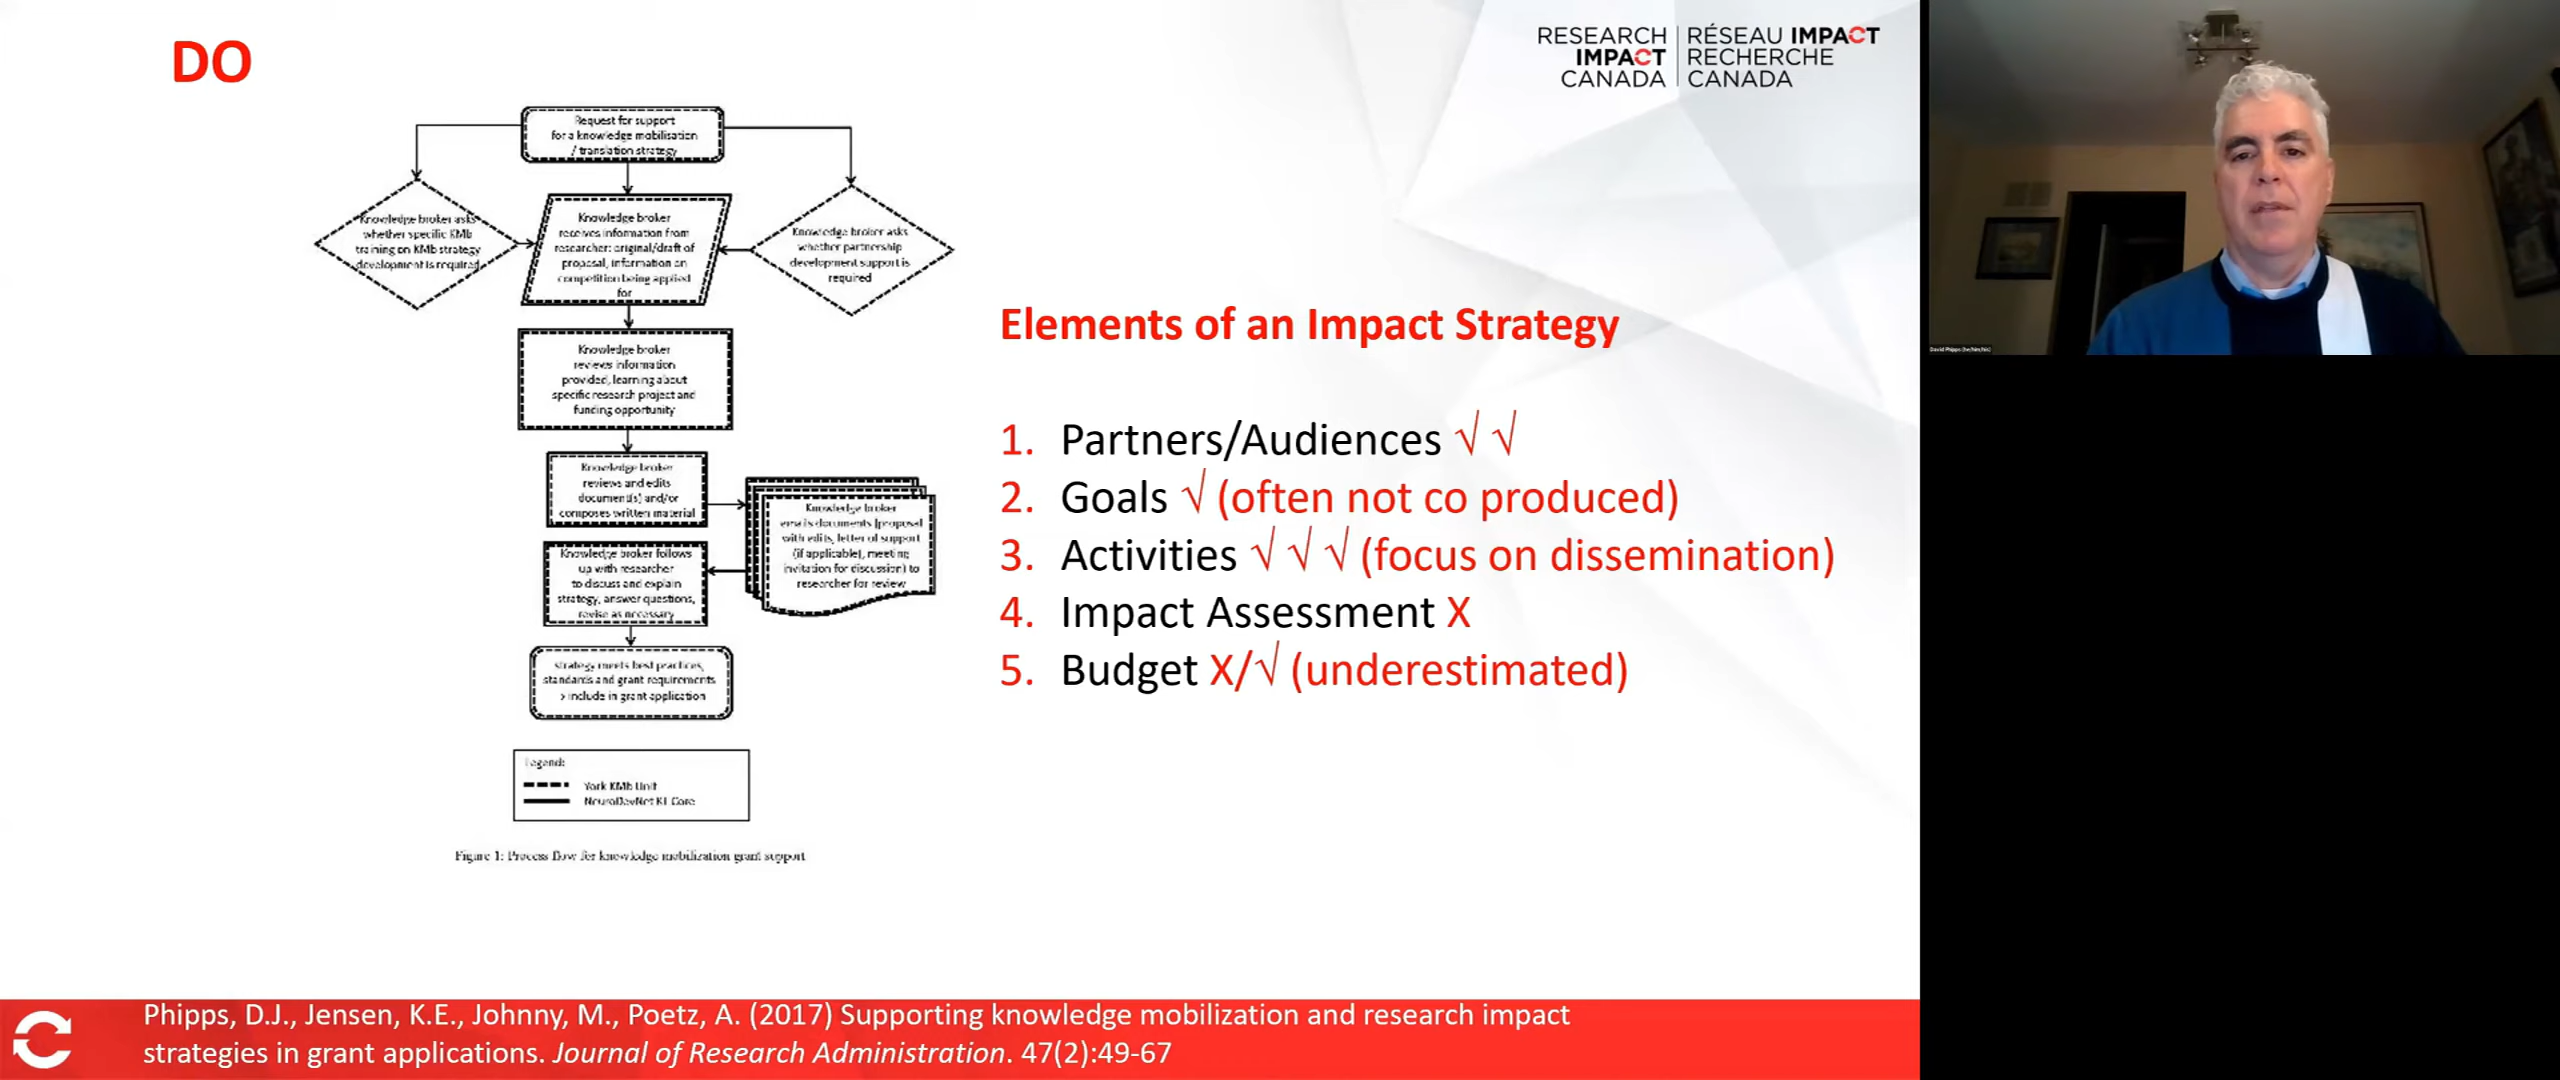 DO
RESEARCH
IMPACT
CANADA
RÉSEAU IMPACT
RECHERCHE
CANADA
Request for support
for a knowledge mobilisation
/ translation strategy
Knowledge broker asks
whether specific KMb
training on KMb strategy
development is required
Knowledge broker
receives information from
researcher: original/draft of
proposal, information on
competition being applied
for
Knowledge broker asks
whether partnership
development support is
required
Knowledge broker
reviews information
provided, learning about
specific research project and
funding opportunity
Knowledge broker
reviews and edits
document(s) and/or
composes written material
Knowledge broker
emails documents (proposal
with edits, letter of support
(if applicable), meeting
invitation for discussion) to
researcher for review
Knowledge broker follows
up with researcher
to discuss and explain
strategy, answer questions,
revise as necessary
Strategy meets best practices,
standards and grant requirements
> include in grant application
Legend:
York KMb Unit
NeuroDevNet KT Core
Figure 1: Process flow for knowledge mobilization grant support
Elements of an Impact Strategy
1. Partners/Audiences √ √
2. Goals √ (often not co produced)
3. Activities √ √ √ (focus on dissemination)
4. Impact Assessment X
5. Budget X/√ (underestimated)
Phipps, D.J., Jensen, K.E., Johnny, M., Poetz, A. (2017) Supporting knowledge mobilization and research impact
strategies in grant applications. Journal of Research Administration. 47(2):49-67
David Phipps (he/him/his)